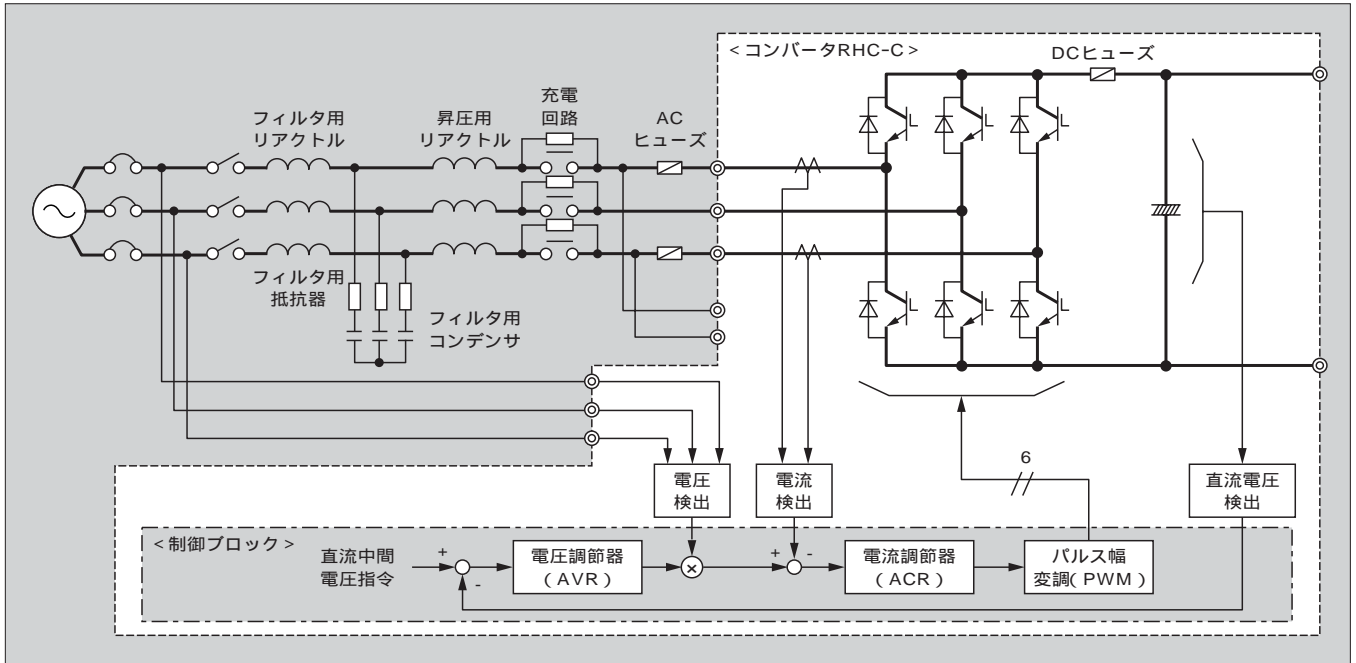 <コンバータRHC-C>
DCヒューズ
充電
回路
AC
ヒューズ
フィルタ用
リアクトル
昇圧用
リアクトル
フィルタ用
抵抗器
フィルタ用
コンデンサ
電圧
検出
電流
検出
6
直流電圧
検出
<制御ブロック>
直流中間
電圧指令
+
-
電圧調節器
(AVR)
×
+
-
電流調節器
(ACR)
パルス幅
変調(PWM)